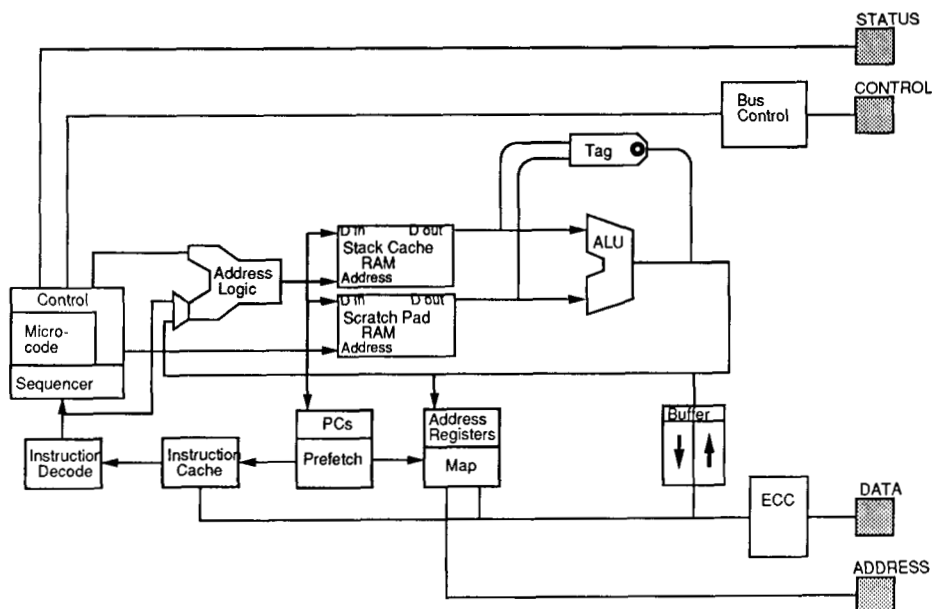 STATUS
CONTROL
Bus
Control
Tag
D in D out
Stack Cache
RAM
Address
ALU
Address
Logic
Control
Micro-
code
Sequencer
D in D out
Scratch Pad
RAM
Address
PCs
Prefetch
Address
Registers
Map
Buffer
Instruction
Decode
Instruction
Cache
ECC
DATA
ADDRESS